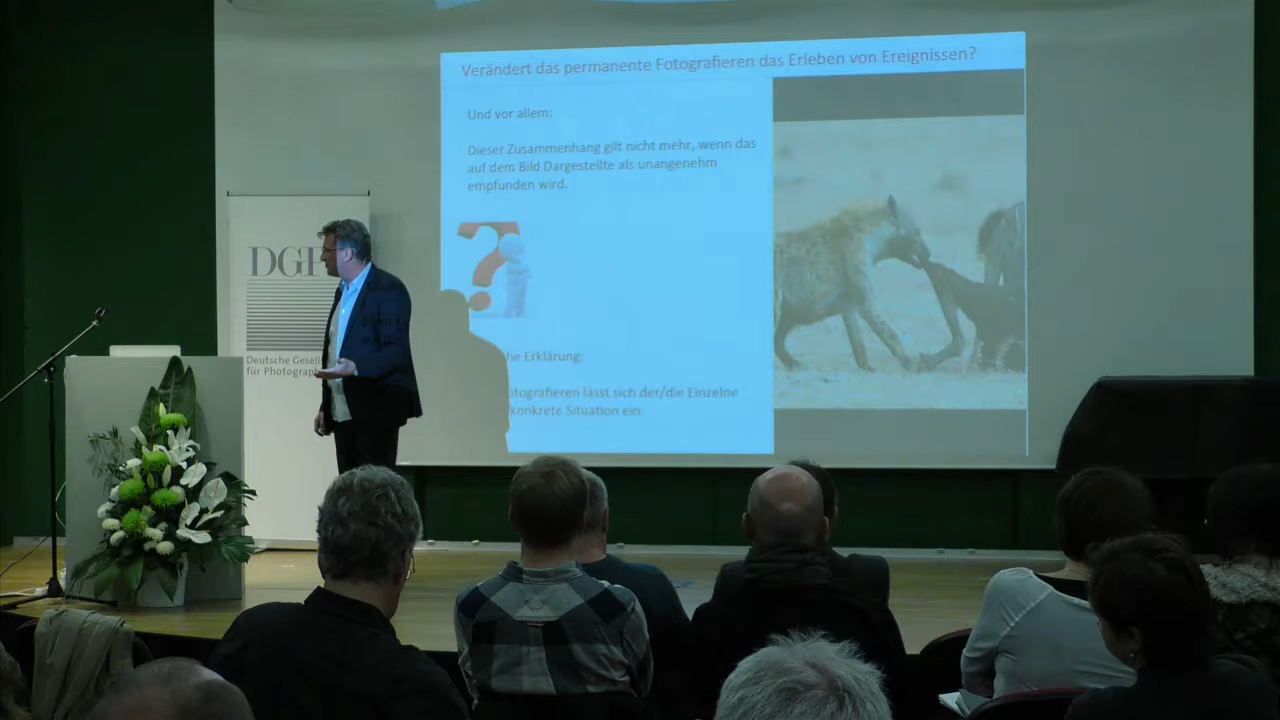 Verändert das permanente Fotografieren das Erleben von Ereignissen?
Und vor allem:
Dieser Zusammenhang gilt nicht mehr, wenn das
auf dem Bild Dargestellte als unangenehm
empfunden wird.
he Erklärung:
otografieren lässt sich der/die Einzelne
konkrete Situation ein.
DGP
Deutsche Gesell
für Photograp